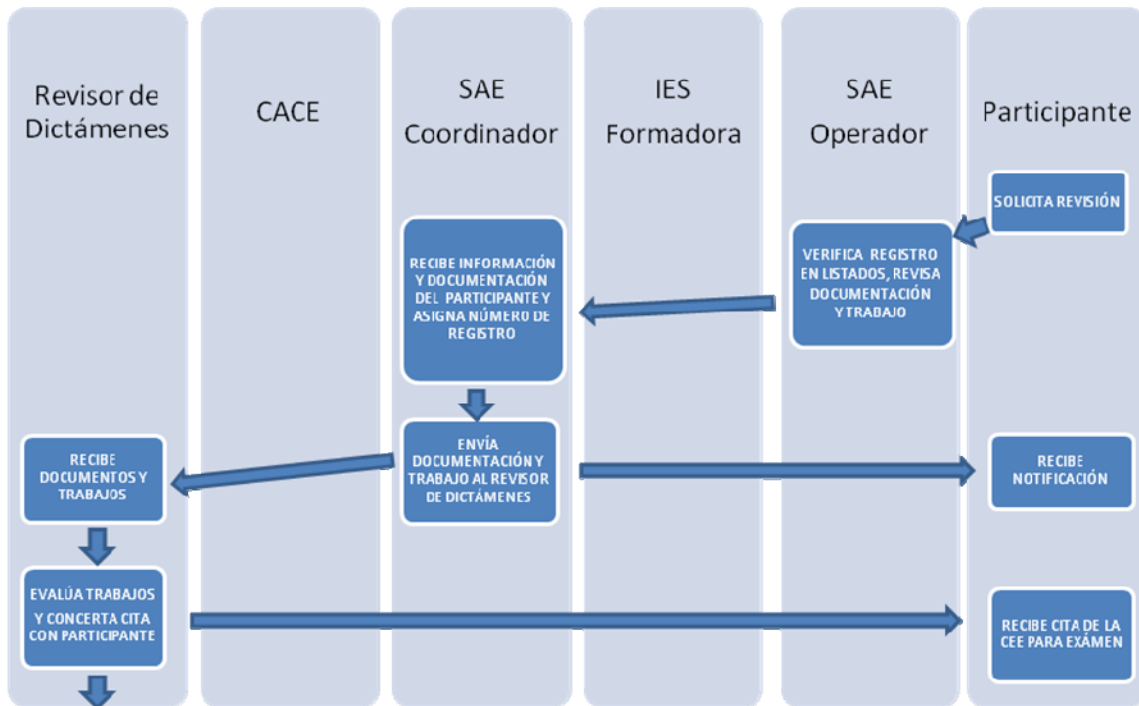 Revisor de
Dictámenes
CACE
SAE
Coordinador
IES
Formadora
SAE
Operador
Participante
SOLICITA REVISIÓN
VERIFICA REGISTRO
EN LISTADOS, REVISA
DOCUMENTACIÓN
Y TRABAJO
RECIBE INFORMACIÓN
Y DOCUMENTACIÓN
DEL PARTICIPANTE Y
ASIGNA NÚMERO DE
REGISTRO
ENVÍA
DOCUMENTACIÓN Y
TRABAJO AL REVISOR
DE DICTÁMENES
RECIBE
DOCUMENTOS Y
TRABAJOS
RECIBE
NOTIFICACIÓN
EVALÚA TRABAJOS
Y CONCERTA CITA
CON PARTICIPANTE
RECIBE CITA DE LA
CEE PARA EXÁMEN